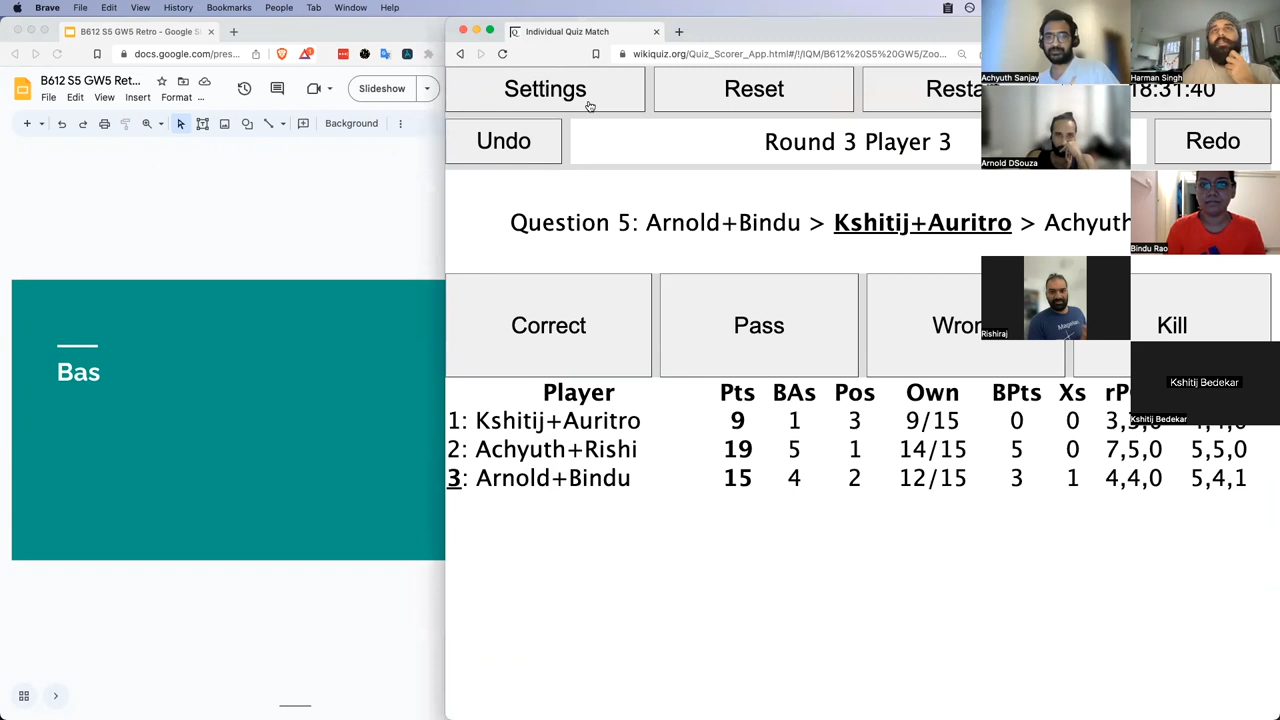 Brave File Edit View History Bookmarks People Tab Window Help
B612 S5 GW5 Retro - Google Sl
docs.google.com/pres...
B612 S5 GW5 Retr...
File Edit View Insert Format ...
Slideshow
Background
Bas
Individual Quiz Match
wikiquiz.org/Quiz_Scorer_App.html#/!/IQM/B612%20S5%20GW5/Zoo...
Settings Reset Resta 18:31:40
Undo Round 3 Player 3 Redo
Question 5: Arnold+Bindu > Kshitij+Auritro > Achyuth
Correct Pass Wron Kill
Player Pts BAs Pos Own BPts Xs
1: Kshitij+Auritro 9 1 3 9/15 0 0
2: Achyuth+Rishi 19 5 1 14/15 5 0 7,5,0 5,5,0
3: Arnold+Bindu 15 4 2 12/15 3 1 4,4,0 5,4,1
Achyuth Sanjay
Harman Singh
Arnold DSouza
Bindu Rao
Rishiraj
Kshitij Bedekar
Kshitij Bedekar